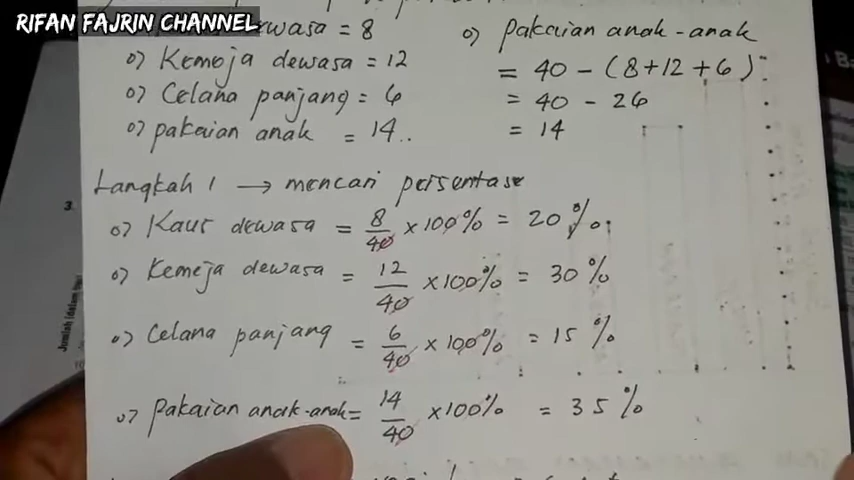 RIFAN FAJRIN CHANNEL
dewasa = 8
o) Kemeja dewasa = 12
o) Celana panjang = 6
o) pakaian anak = 14..
o) pakaian anak-anak
= 40 - (8+12+6)
= 40 - 26
= 14
Langkah 1 → mencari persentase
o) Kaus dewasa = 8/40 × 100% = 20%
o) Kemeja dewasa = 12/40 × 100% = 30%
o) Celana panjang = 6/40 × 100% = 15%
o) Pakaian anak-anak = 14/40 × 100% = 35%
3.